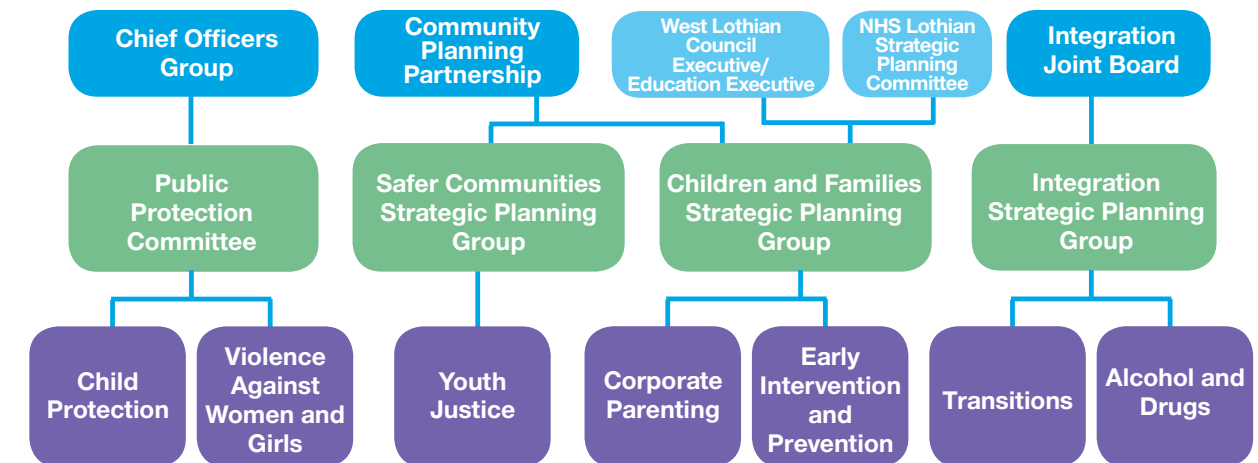 Chief Officers
Group
Community
Planning
Partnership
West Lothian
Council
Executive/
Education Executive
NHS Lothian
Strategic
Planning
Committee
Integration
Joint Board
Public
Protection
Committee
Safer Communities
Strategic Planning
Group
Children and Families
Strategic Planning
Group
Integration
Strategic Planning
Group
Child
Protection
Violence
Against
Women and
Girls
Youth
Justice
Corporate
Parenting
Early
Intervention
and
Prevention
Transitions
Alcohol and
Drugs